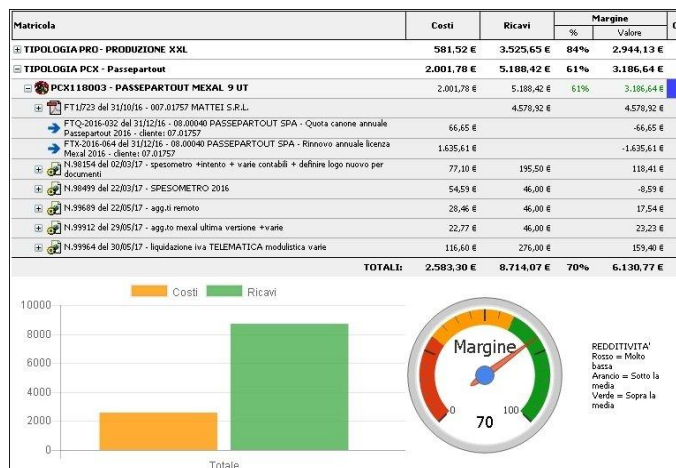 Matricola Costi Ricavi Margine
% Valore
TIPOLOGIA PRO - PRODUZIONE XXL 581,52 € 3.525,65 € 84% 2.944,13 €
TIPOLOGIA PCX - Passepartout 2.001,78 € 5.188,42 € 61% 3.186,64 €
PCX118003 - PASSEPARTOUT MEXAL 9 UT 2.001,78 € 5.188,42 € 61% 3.186,64 €
FT1/723 del 31/10/16 - 007.01757 MATTEI S.R.L. 4.578,92 € 4.578,92 €
FTQ-2016-032 del 31/12/16 - 08.00040 PASSEPARTOUT SPA - Quota canone annuale
Passepartout 2016 - cliente: 07.01757 66,65 € -66,65 €
FTX-2016-064 del 31/12/16 - 08.00040 PASSEPARTOUT SPA - Rinnovo annuale licenza
Mexal 2016 - cliente: 07.01757 1.635,61 € -1.635,61 €
N.98154 del 02/03/17 - spesometro +intento + varie contabili + definire logo nuovo per
documenti 77,10 € 195,50 € 118,41 €
N.98499 del 22/03/17 - SPESOMETRO 2016 54,59 € 46,00 € -8,59 €
N.99689 del 22/05/17 - agg.ti remoto 28,46 € 46,00 € 17,54 €
N.99912 del 29/05/17 - agg.to mexal ultima versione +varie 22,77 € 46,00 € 23,23 €
N.99964 del 30/05/17 - liquidazione iva TELEMATICA modulistica varie 116,60 € 276,00 € 159,40 €
TOTALI: 2.583,30 € 8.714,07 € 70% 6.130,77 €
Costi Ricavi
10000
8000
6000
4000
2000
0
Totale
Margine
0 100
70
REDDITIVITA'
Rosso = Molto
bassa
Arancio = Sotto la
media
Verde = Sopra la
media